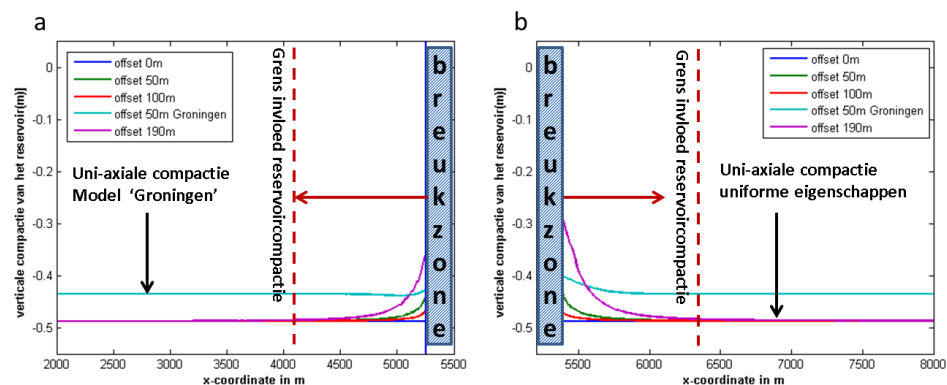 a
verticale compactie van het reservoir(m)]
0
-0.1
-0.2
-0.3
-0.4
-0.5
offset 0m
offset 50m
offset 100m
offset 50m Groningen
offset 190m
Uni-axiale compactie
Model ‘Groningen’
Grens invloed reservoircompactie
breukzone
2000
2500
3000
3500
4000
4500
5000
5500
x-coordinate in m
b
verticale compactie van het reservoir(m)]
0
-0.1
-0.2
-0.3
-0.4
-0.5
breukzone
Grens invloed reservoircompactie
offset 0m
offset 50m
offset 100m
offset 50m Groningen
offset 190m
Uni-axiale compactie
uniforme eigenschappen
5500
6000
6500
7000
7500
8000
x-coordinate in m